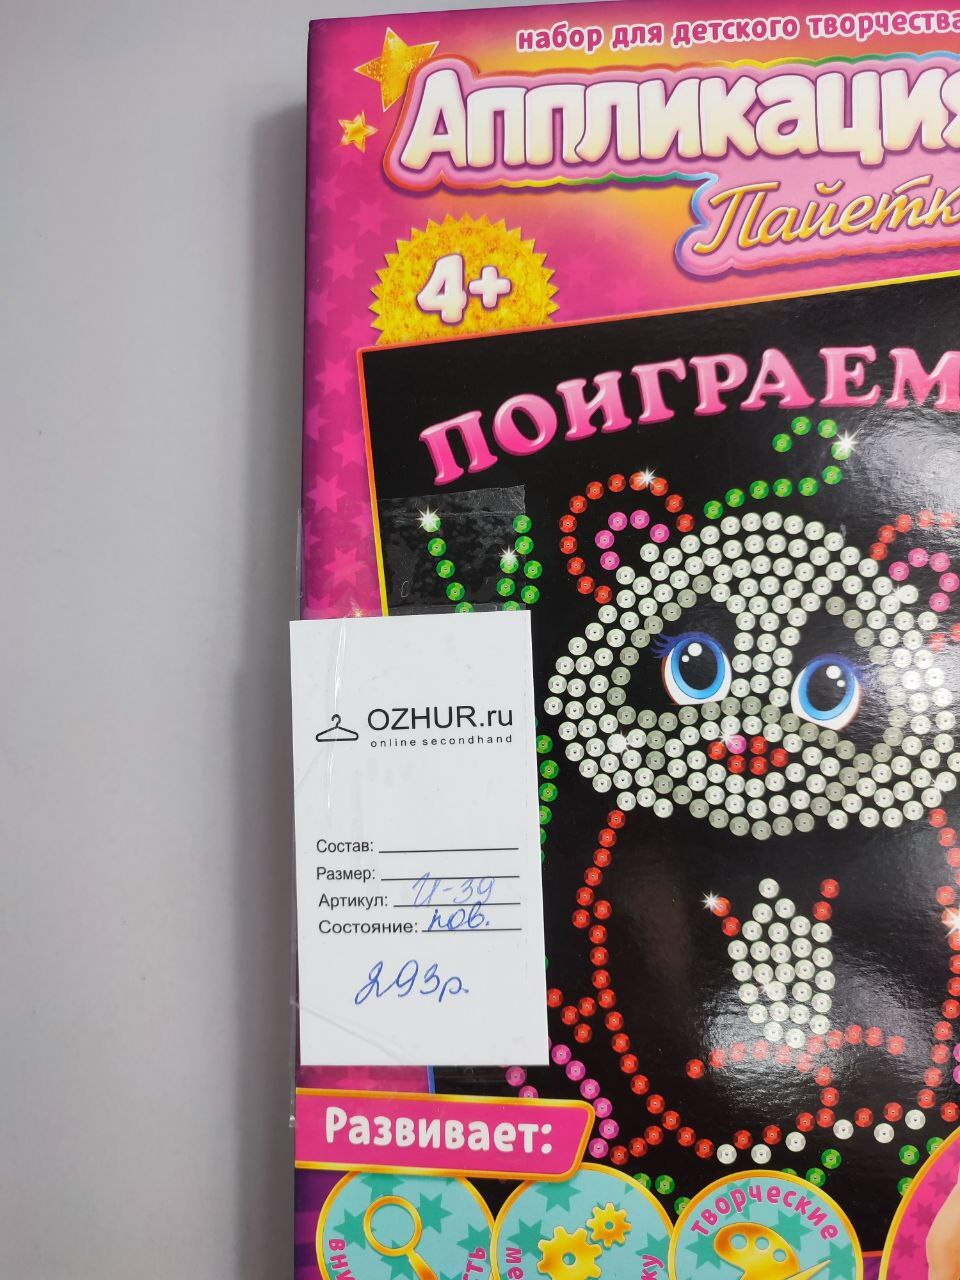 набор для детского творчества
Аппликация
Пайетк
4+
ПОИГРАЕМ
OZHUR.ru
online secondhand
Состав:
Размер:
Артикул: И-39
Состояние: нов.
293р.
Развивает:
творческие